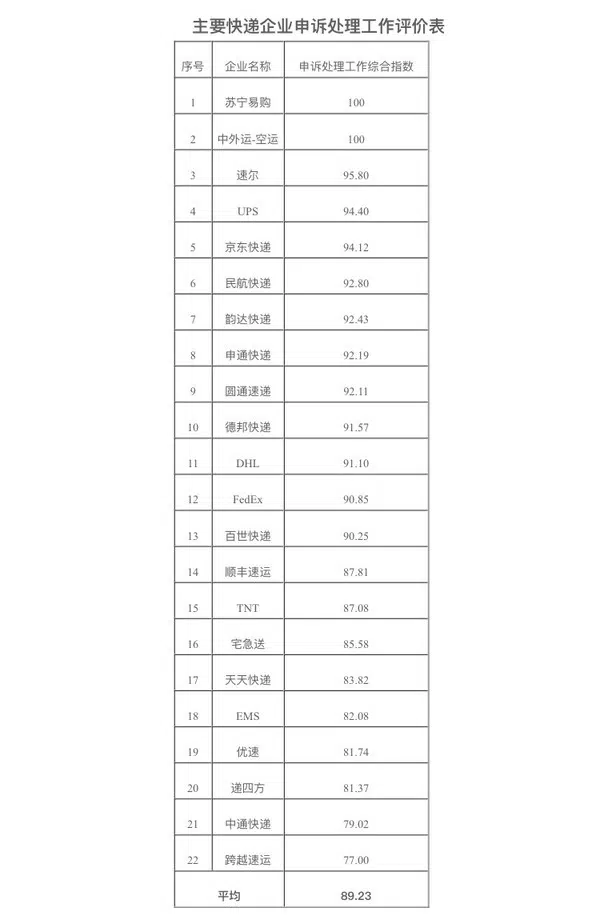 主要快递企业申诉处理工作评价表
序号 企业名称 申诉处理工作综合指数
1 苏宁易购 100
2 中外运-空运 100
3 速尔 95.80
4 UPS 94.40
5 京东快递 94.12
6 民航快递 92.80
7 韵达快递 92.43
8 申通快递 92.19
9 圆通速递 92.11
10 德邦快递 91.57
11 DHL 91.10
12 FedEx 90.85
13 百世快递 90.25
14 顺丰速运 87.81
15 TNT 87.08
16 宅急送 85.58
17 天天快递 83.82
18 EMS 82.08
19 优速 81.74
20 递四方 81.37
21 中通快递 79.02
22 跨越速运 77.00
平均 89.23